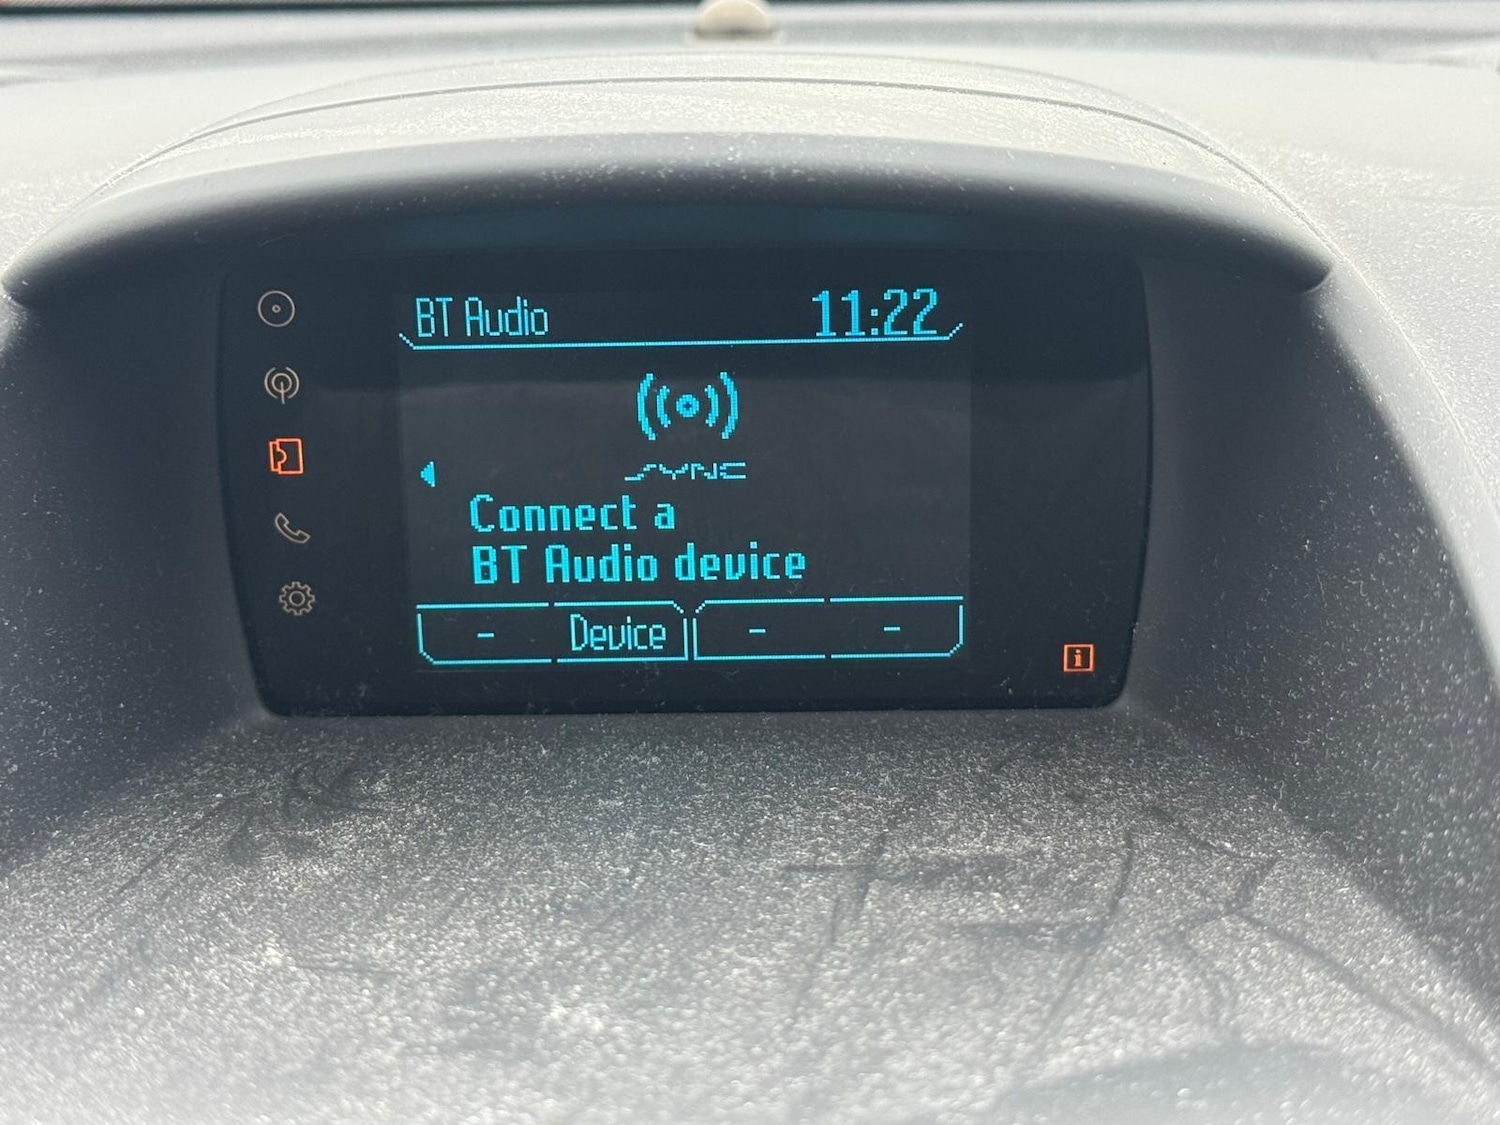 BT Audio 11:22
SYNC
Connect a
BT Audio device
- Device - -
i